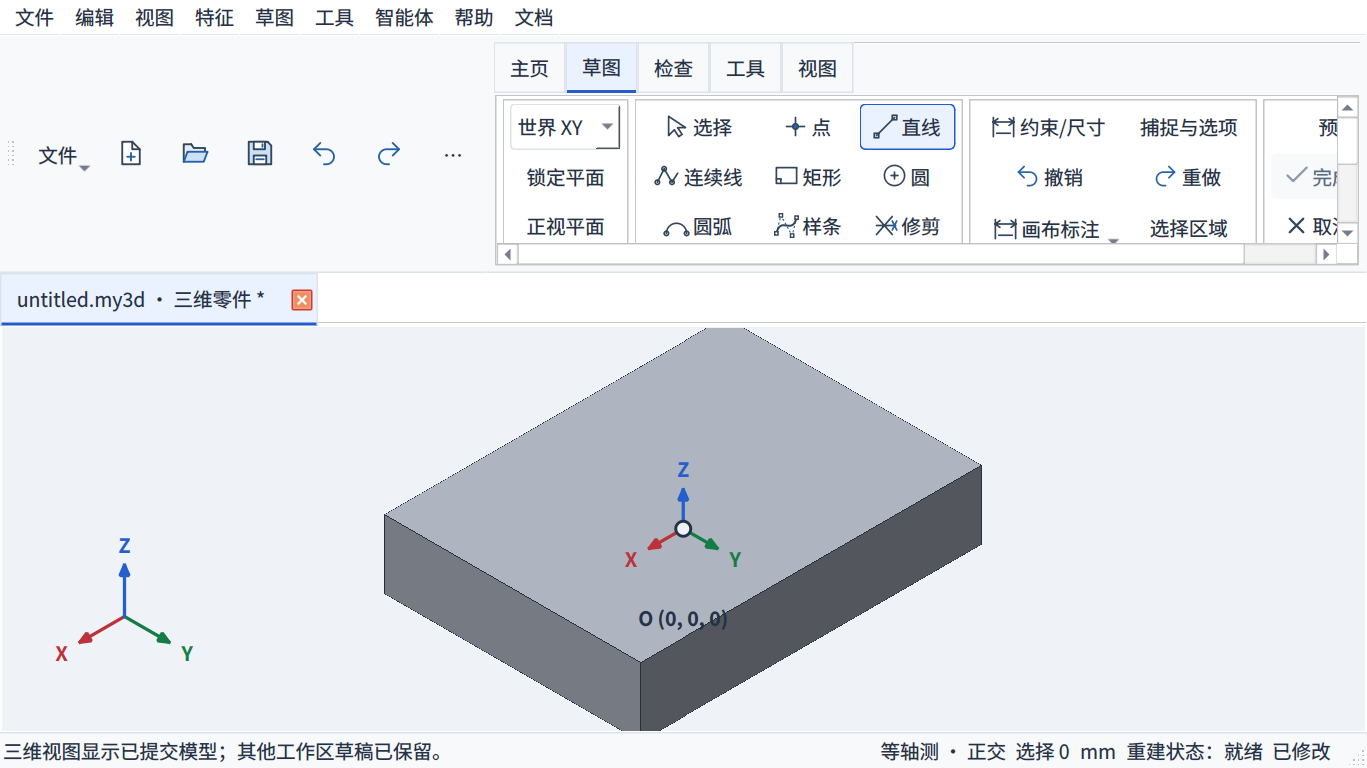 文件 编辑 视图 特征 草图 工具 智能体 帮助 文档
主页 草图 检查 工具 视图
文件 ...
世界 XY
锁定平面
正视平面
选择 点 直线
连续线 矩形 圆
圆弧 样条 修剪
约束/尺寸 捕捉与选项
撤销 重做
画布标注 选择区域
预
完
取
untitled.my3d • 三维零件 *
Z
X
Y
O (0, 0, 0)
Z
X
Y
三维视图显示已提交模型；其他工作区草稿已保留。
等轴测 • 正交 选择 0 mm 重建状态：就绪 已修改